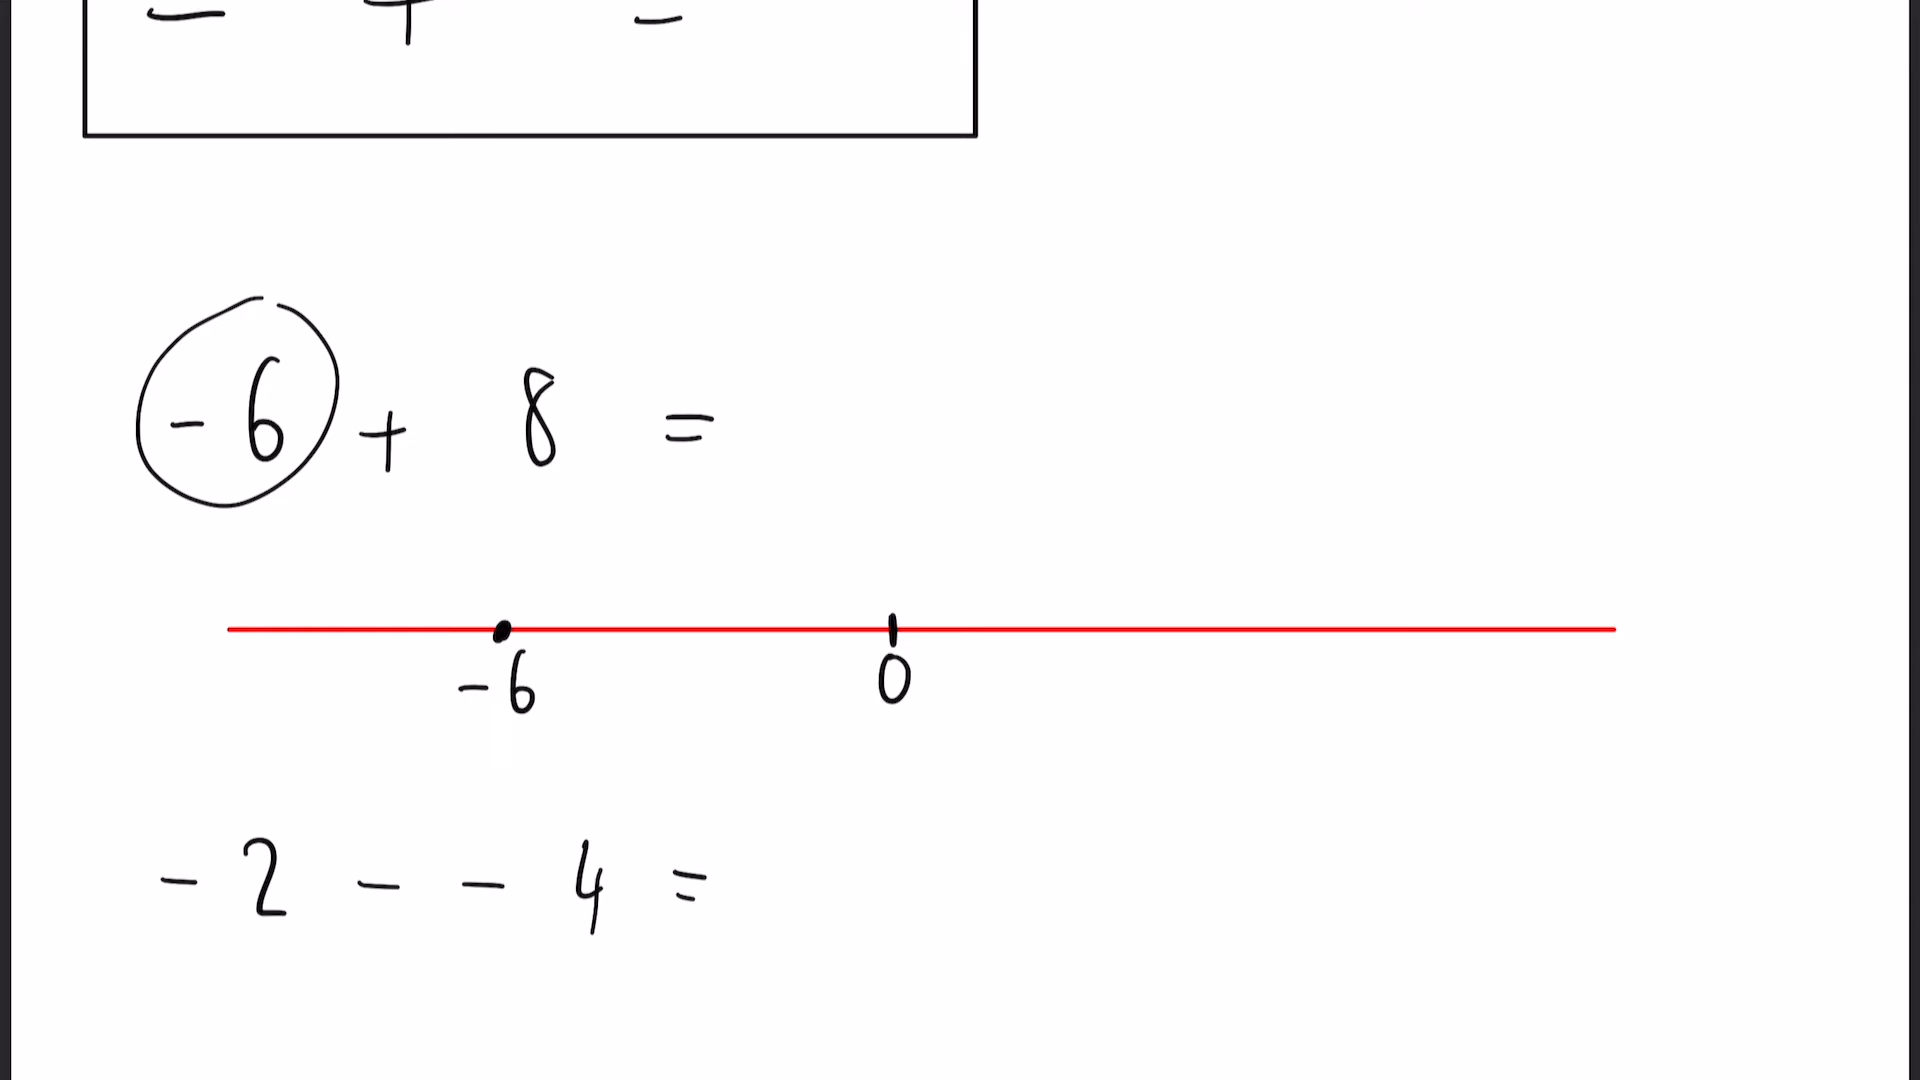 - + -
- 6 + 8 =
- 6 0
- 2 - - 4 =